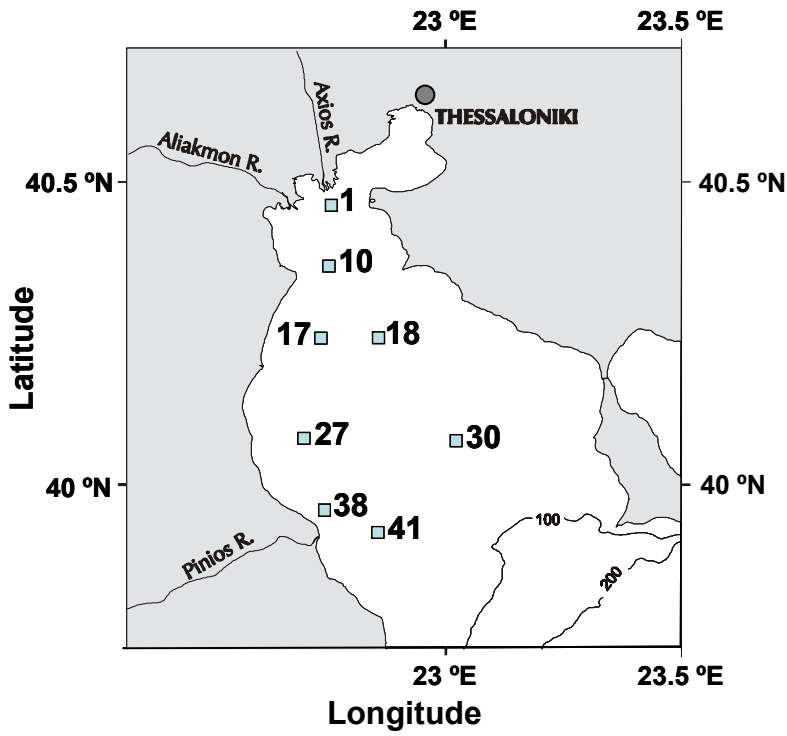 23 ºE
23.5 ºE
Axios R.
THESSALONIKI
Aliakmon R.
40.5 ºN
40.5 ºN
1
10
17
18
Latitude
27
30
40 ºN
40 ºN
38
41
100
Pinios R.
200
23 ºE
23.5 ºE
Longitude